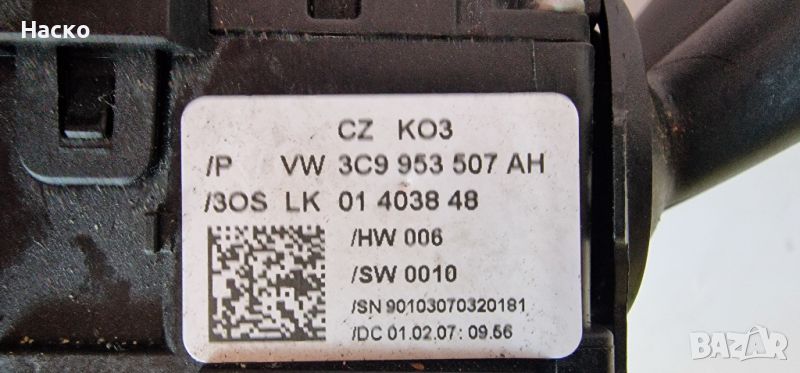 Наско
CZ KO3
/P VW 3C9 953 507 AH
/3OS LK 01 4038 48
/HW 006
/SW 0010
/SN 90103070320181
/DC 01.02.07: 09.56
BAZAR